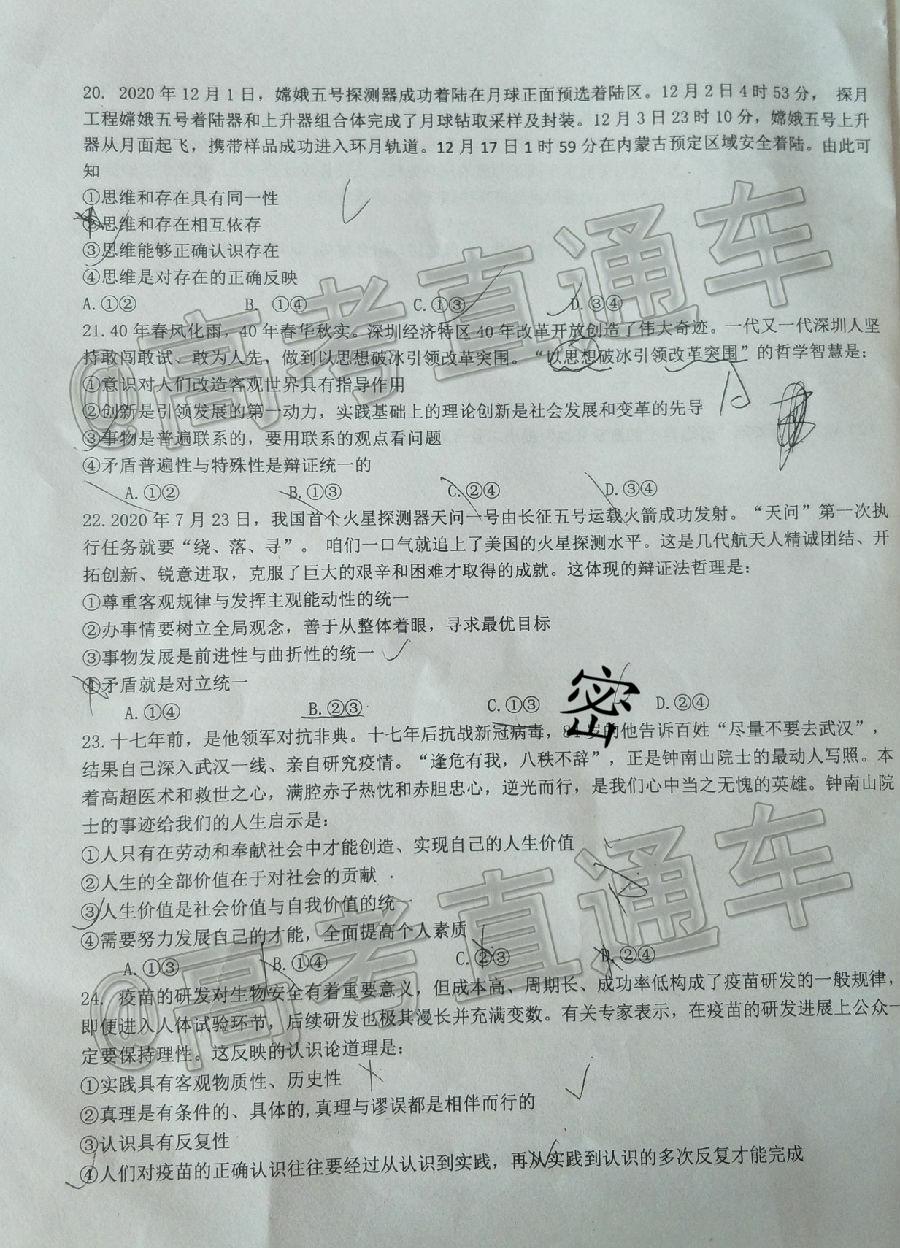 20. 2020 年 12 月 1 日，嫦娥五号探测器成功着陆在月球正面预选着陆区。12 月 2 日 4 时 53 分， 探月
工程嫦娥五号着陆器和上升器组合体完成了月球钻取采样及封装。12 月 3 日 23 时 10 分，嫦娥五号上升
器从月面起飞，携带样品成功进入环月轨道。12 月 17 日 1 时 59 分在内蒙古预定区域安全着陆。由此可
知
①思维和存在具有同一性
②思维和存在相互依存
③思维能够正确认识存在
④思维是对存在的正确反映
A.①② B. ①④ C.①③ D.③④
21.40 年春风化雨，40 年春华秋实。深圳经济特区 40 年改革开放创造了伟大奇迹。一代又一代深圳人坚
持敢闯敢试、敢为人先，做到以思想破冰引领改革突围。“以思想破冰引领改革突围”的哲学智慧是：
①意识对人们改造客观世界具有指导作用
②创新是引领发展的第一动力，实践基础上的理论创新是社会发展和变革的先导
③事物是普遍联系的，要用联系的观点看问题
④矛盾普遍性与特殊性是辩证统一的
A.①② B.①③ C.②④ D.③④
22.2020 年 7 月 23 日，我国首个火星探测器天问一号由长征五号运载火箭成功发射。“天问”第一次执
行任务就要“绕、落、寻”。 咱们一口气就追上了美国的火星探测水平。这是几代航天人精诚团结、开
拓创新、锐意进取，克服了巨大的艰辛和困难才取得的成就。这体现的辩证法哲理是：
①尊重客观规律与发挥主观能动性的统一
②办事情要树立全局观念，善于从整体着眼，寻求最优目标
③事物发展是前进性与曲折性的统一
④矛盾就是对立统一
A.①④ B.②③ C.①③ D.②④
密
23.十七年前，是他领军对抗非典。十七年后抗战新冠病毒，8 岁的他告诉百姓“尽量不要去武汉”，
结果自己深入武汉一线、亲自研究疫情。“逢危有我，八秩不辞”，正是钟南山院士的最动人写照。本
着高超医术和救世之心，满腔赤子热忱和赤胆忠心，逆光而行，是我们心中当之无愧的英雄。钟南山院
士的事迹给我们的人生启示是：
①人只有在劳动和奉献社会中才能创造、实现自己的人生价值
②人生的全部价值在于对社会的贡献
③人生价值是社会价值与自我价值的统一
④需要努力发展自己的才能，全面提高个人素质
A.①③ B.①④ C.②③ D.②④
24. 疫苗的研发对生物安全有着重要意义，但成本高、周期长、成功率低构成了疫苗研发的一般规律，
即便进入人体试验环节，后续研发也极其漫长并充满变数。有关专家表示，在疫苗的研发进展上公众一
定要保持理性。这反映的认识论道理是：
①实践具有客观物质性、历史性
②真理是有条件的、具体的,真理与谬误都是相伴而行的
③认识具有反复性
④人们对疫苗的正确认识往往要经过从认识到实践，再从实践到认识的多次反复才能完成
@高考直通车
@高考直通车